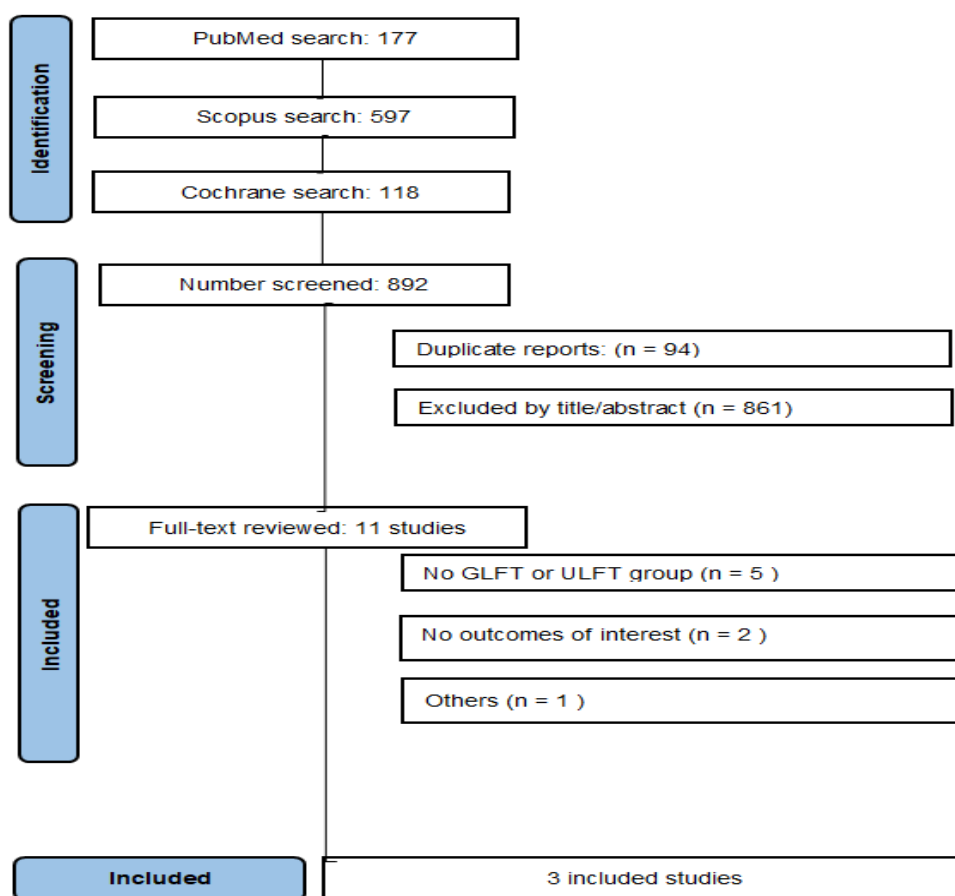 Identification
PubMed search: 177
Scopus search: 597
Cochrane search: 118
Screening
Number screened: 892
Duplicate reports: (n = 94)
Excluded by title/abstract (n = 861)
Included
Full-text reviewed: 11 studies
No GLFT or ULFT group (n = 5 )
No outcomes of interest (n = 2 )
Others (n = 1 )
Included
3 included studies